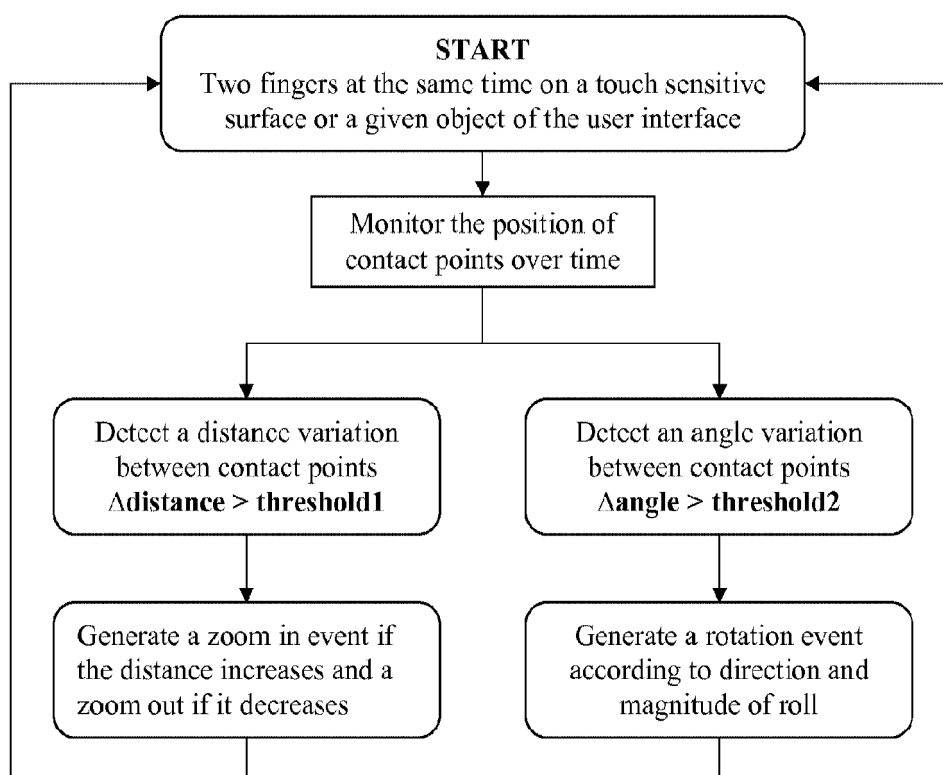 START
Two fingers at the same time on a touch sensitive
surface or a given object of the user interface
Monitor the position of
contact points over time
Detect a distance variation
between contact points
Δdistance > threshold1
Detect an angle variation
between contact points
Δangle > threshold2
Generate a zoom in event if
the distance increases and a
zoom out if it decreases
Generate a rotation event
according to direction and
magnitude of roll